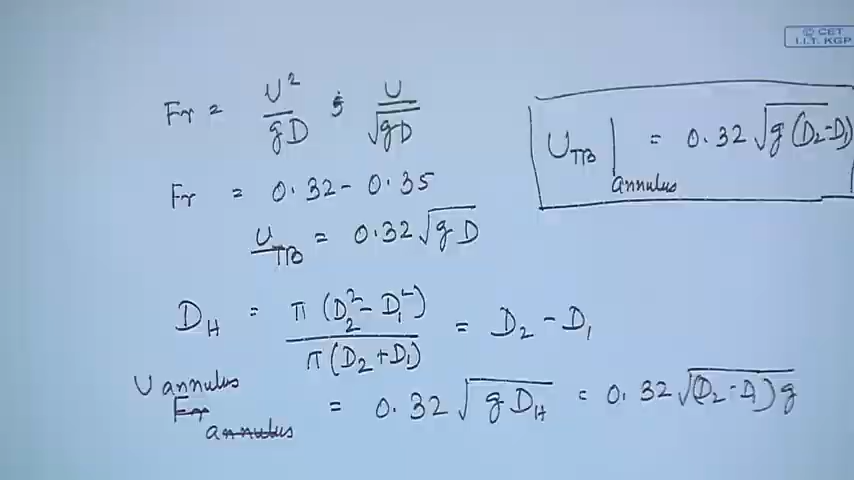 © CET
I.I.T. KGP
Fr = U²/gD ; U/√gD
U_TB | annulus = 0.32 √g(D₂-D₁)
Fr = 0.32 - 0.35
U_TB = 0.32 √gD
D_H = π(D₂² - D₁²)/π(D₂+D₁) = D₂ - D₁
U annulus = 0.32 √g D_H = 0.32 √(D₂-D₁)g
Fr annulus